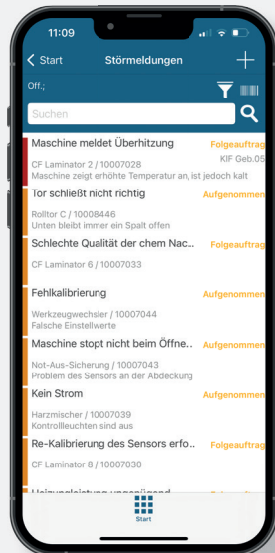 11:09
Start
Störmeldungen
Off.;
Suchen
Maschine meldet Überhitzung
Folgeauftrag
CF Laminator 2 / 10007028
KIF Geb.05
Maschine zeigt erhöhte Temperatur an, ist jedoch kalt
Tor schließt nicht richtig
Aufgenommen
Rolltor C / 10008446
Unten bleibt immer ein Spalt offen
Schlechte Qualität der chem Nac..
Folgeauftrag
CF Laminator 6 / 10007033
Fehlkalibrierung
Aufgenommen
Werkzeugwechsler / 10007044
Falsche Einstellwerte
Maschine stopt nicht beim Öffne..
Aufgenommen
Not-Aus-Sicherung / 10007043
Problem des Sensors an der Abdeckung
Kein Strom
Aufgenommen
Harzmischer / 10007039
Kontrollleuchten sind aus
Re-Kalibrierung des Sensors erfo..
Folgeauftrag
CF Laminator 8 / 10007030
Start